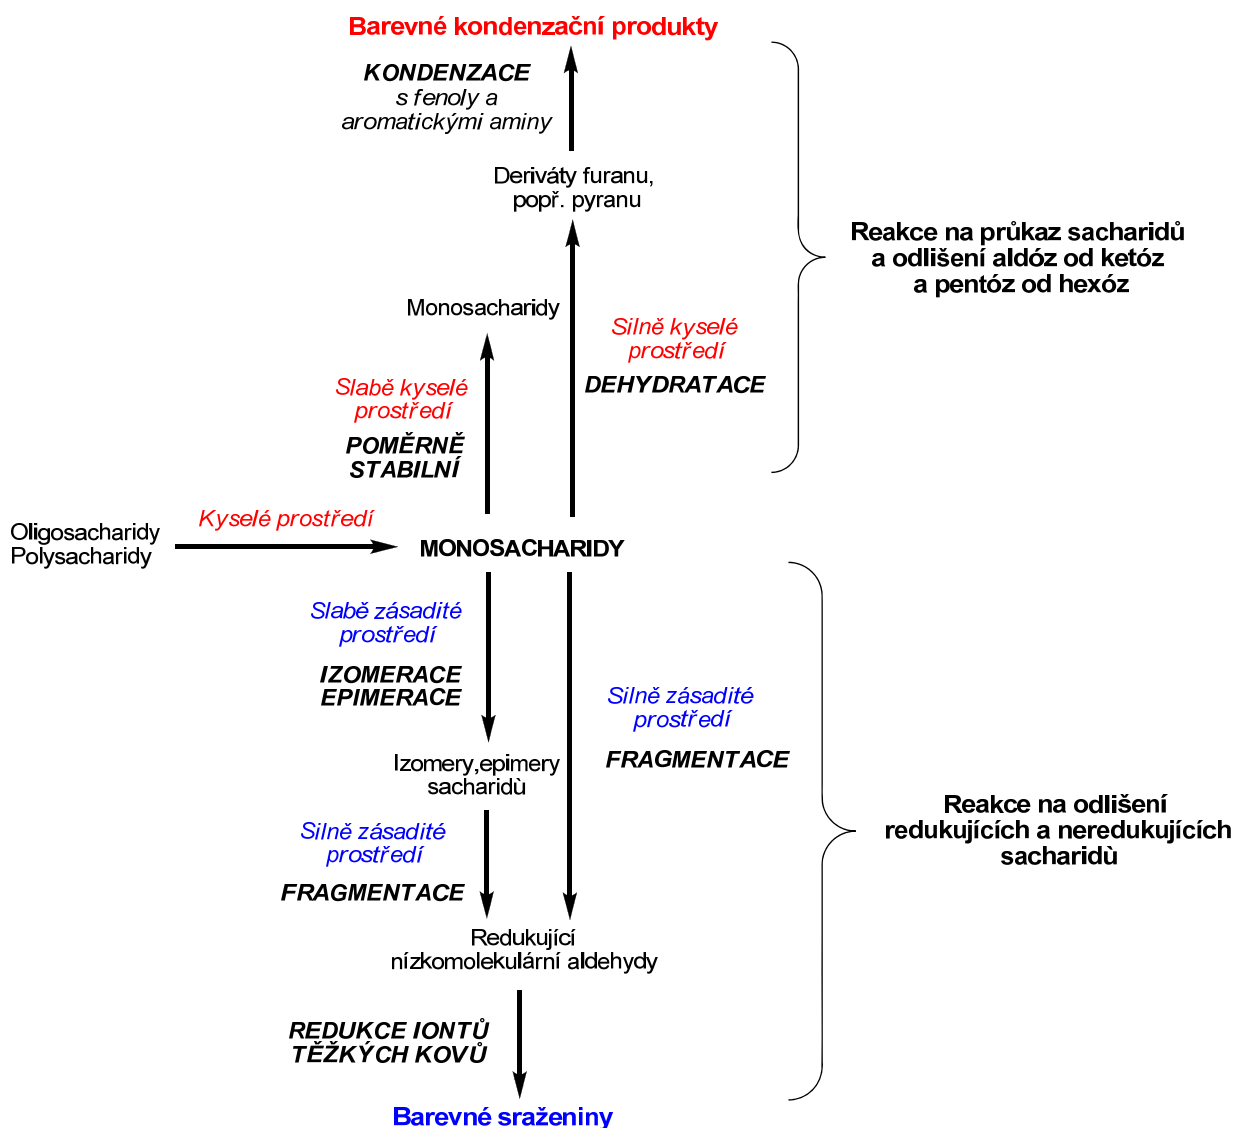 Barevné kondenzační produkty
KONDENZACE
s fenoly a
aromatickými aminy
Deriváty furanu,
popř. pyranu
Reakce na průkaz sacharidů
a odlišení aldóz od ketóz
a pentóz od hexóz
Monosacharidy
Silně kyselé
prostředí
DEHYDRATACE
Slabě kyselé
prostředí
POMĚRNĚ
STABILNÍ
Oligosacharidy
Polysacharidy
Kyselé prostředí
MONOSACHARIDY
Slabě zásadité
prostředí
IZOMERACE
EPIMERACE
Silně zásadité
prostředí
FRAGMENTACE
Izomery,epimery
sacharidù
Silně zásadité
prostředí
FRAGMENTACE
Reakce na odlišení
redukujících a neredukujících
sacharidù
Redukující
nízkomolekulární aldehydy
REDUKCE IONTŮ
TĚŽKÝCH KOVŮ
Barevné sraženiny